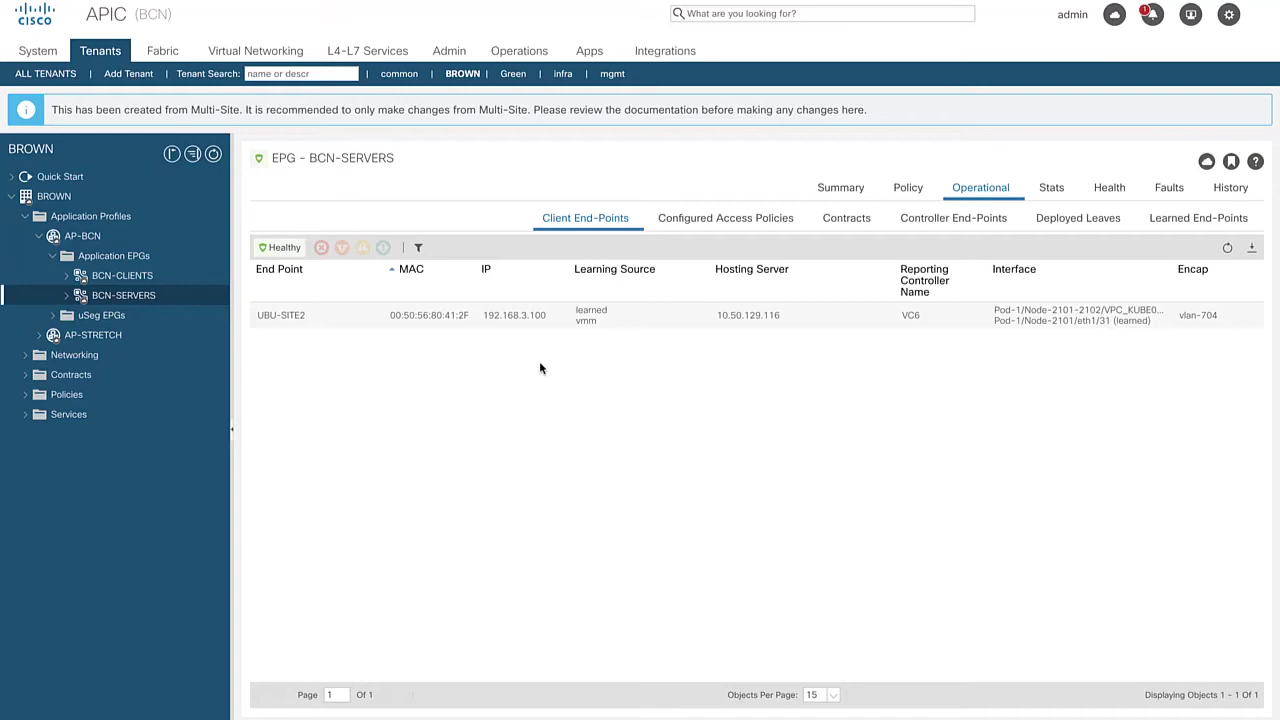 CISCO
APIC (BCN)
What are you looking for?
admin
1
System Tenants Fabric Virtual Networking L4-L7 Services Admin Operations Apps Integrations
ALL TENANTS | Add Tenant | Tenant Search: name or descr | common | BROWN | Green | infra | mgmt
i This has been created from Multi-Site. It is recommended to only make changes from Multi-Site. Please review the documentation before making any changes here.
BROWN
Quick Start
BROWN
Application Profiles
AP-BCN
Application EPGs
BCN-CLIENTS
BCN-SERVERS
uSeg EPGs
AP-STRETCH
Networking
Contracts
Policies
Services
EPG - BCN-SERVERS
?
Summary Policy Operational Stats Health Faults History
Client End-Points Configured Access Policies Contracts Controller End-Points Deployed Leaves Learned End-Points
Healthy
End Point MAC IP Learning Source Hosting Server Reporting Controller Name Interface Encap
UBU-SITE2 00:50:56:80:41:2F 192.168.3.100 learned vmm 10.50.129.116 VC6 Pod-1/Node-2101-2102/VPC_KUBE0... Pod-1/Node-2101/eth1/31 (learned) vlan-704
Page 1 Of 1 Objects Per Page: 15 Displaying Objects 1 - 1 Of 1